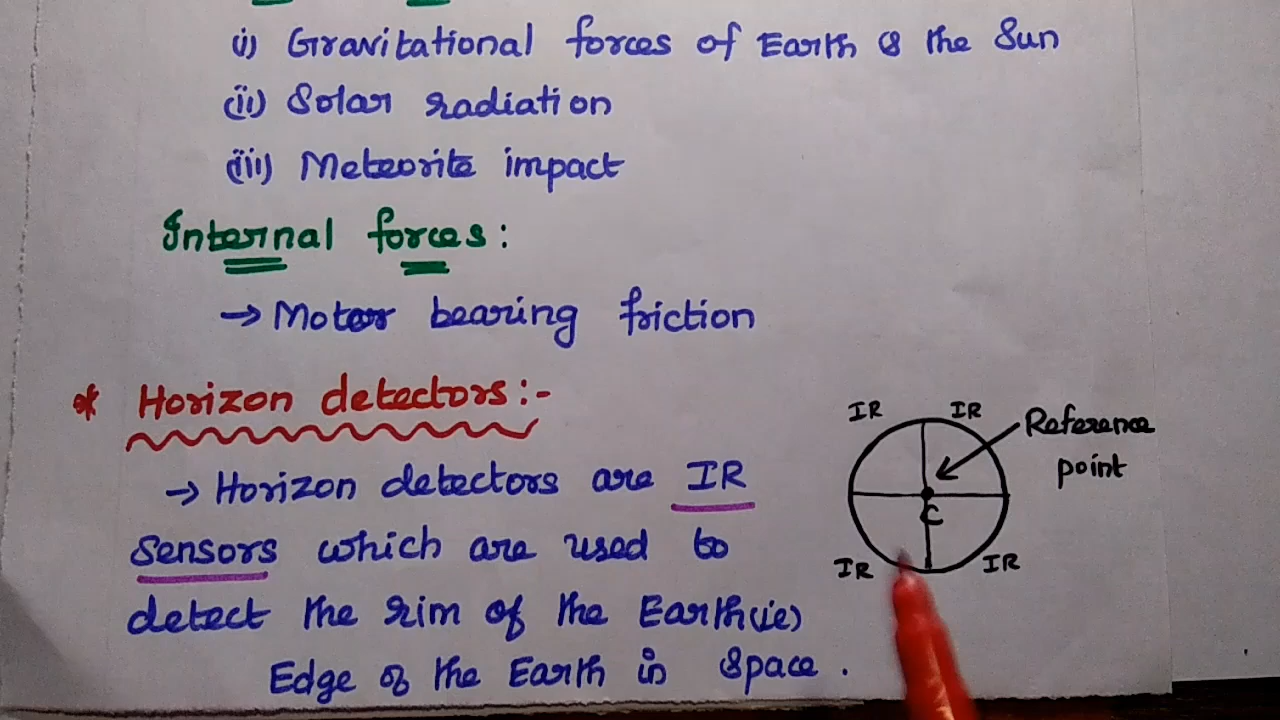 (i) Gravitational forces of Earth & the Sun
(ii) Solar radiation
(iii) Meteorite impact
Internal forces:
→ Motor bearing friction
* Horizon detectors:-
→ Horizon detectors are IR
sensors which are used to
detect the rim of the Earth (ie)
Edge of the Earth in space.
IR IR
Reference
point
C
IR IR